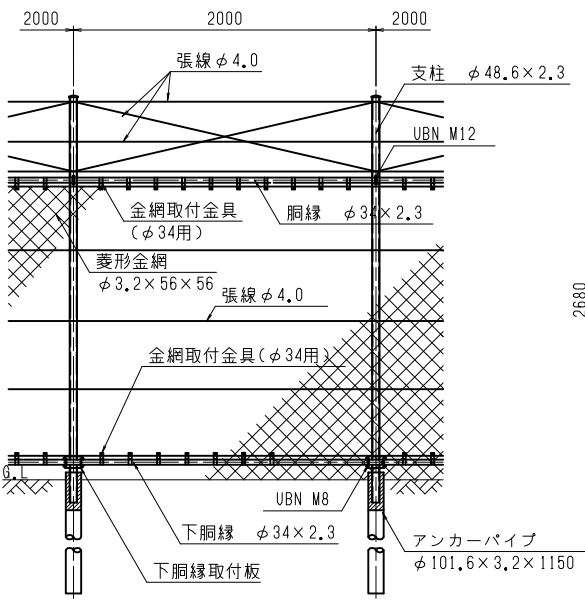 2000 2000 2000
張線φ4.0
支柱 φ48.6×2.3
UBN M12
金網取付金具
(φ34用)
胴縁 φ34×2.3
菱形金網
φ3.2×56×56
張線φ4.0
2680
金網取付金具(φ34用)
G.L
UBN M8
下胴縁 φ34×2.3
アンカーパイプ
φ101.6×3.2×1150
下胴縁取付板